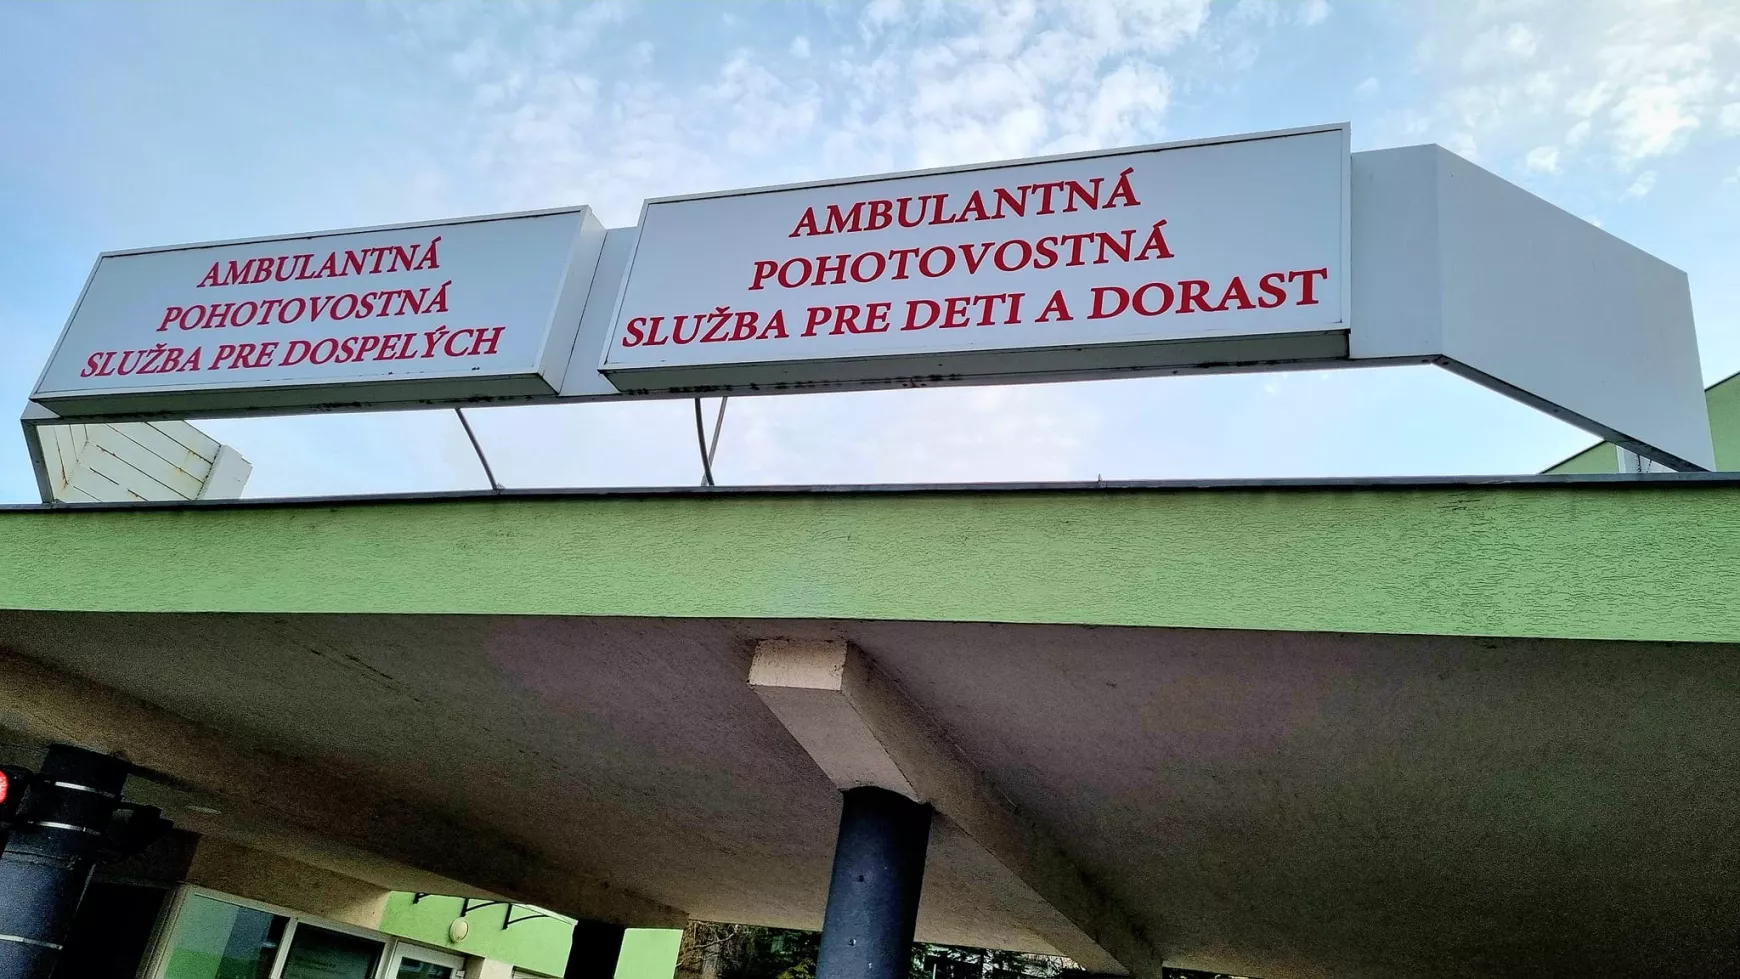 AMBULANTNÁ
POHOTOVOSTNÁ
SLUŽBA PRE DOSPELÝCH
AMBULANTNÁ
POHOTOVOSTNÁ
SLUŽBA PRE DETI A DORAST